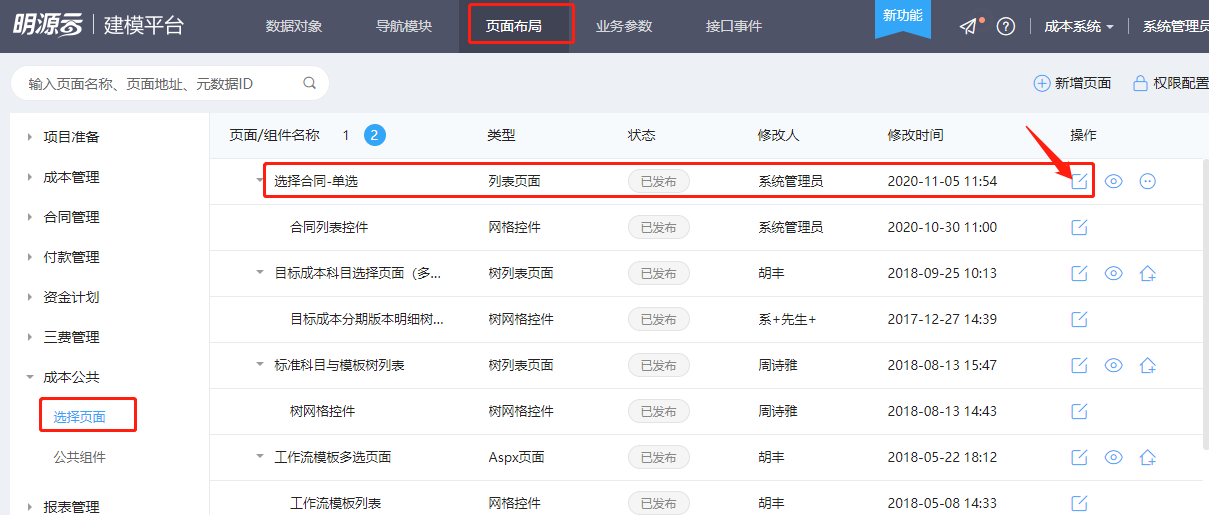 明源云 建模平台 数据对象 导航模块 页面布局 业务参数 接口事件 新功能 成本系统 系统管理员
输入页面名称、页面地址、元数据ID 新增页面 权限配置
项目准备
成本管理
合同管理
付款管理
资金计划
三费管理
成本公共
选择页面
公共组件
报表管理
页面/组件名称 1 2 类型 状态 修改人 修改时间 操作
选择合同-单选 列表页面 已发布 系统管理员 2020-11-05 11:54
合同列表控件 网格控件 已发布 系统管理员 2020-10-30 11:00
目标成本科目选择页面（多... 树列表页面 已发布 胡丰 2018-09-25 10:13
目标成本分期版本明细树... 树网格控件 已发布 系+先生+ 2017-12-27 14:39
标准科目与模板树列表 树列表页面 已发布 周诗雅 2018-08-13 15:47
树网格控件 树网格控件 已发布 周诗雅 2018-08-13 14:43
工作流模板多选页面 Aspx页面 已发布 胡丰 2018-05-22 18:12
工作流模板列表 网格控件 已发布 胡丰 2018-05-08 14:33